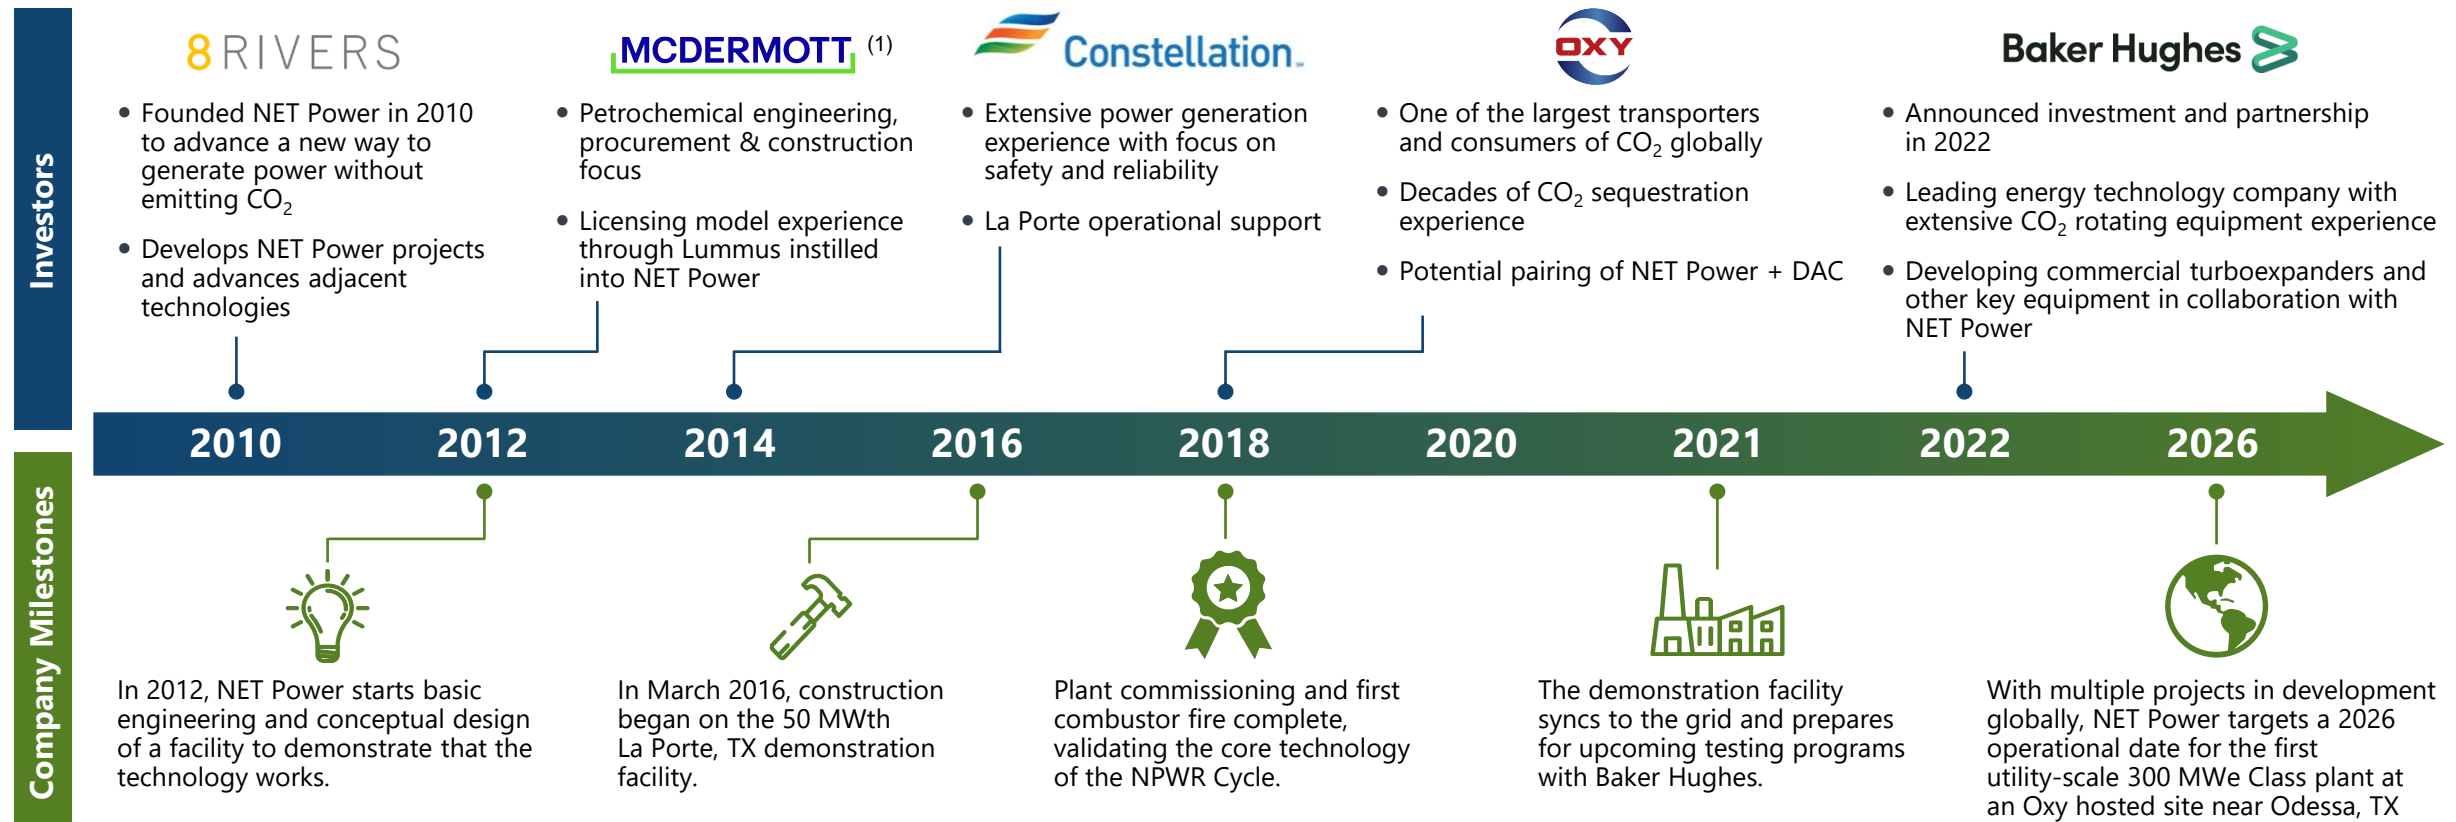 Investors
8 RIVERS
• Founded NET Power in 2010
to advance a new way to
generate power without
emitting CO₂
• Develops NET Power projects
and advances adjacent
technologies
MCDERMOTT (1)
• Petrochemical engineering,
procurement & construction
focus
• Licensing model experience
through Lummus instilled
into NET Power
Constellation℠
• Extensive power generation
experience with focus on
safety and reliability
• La Porte operational support
OXY
• One of the largest transporters
and consumers of CO₂ globally
• Decades of CO₂ sequestration
experience
• Potential pairing of NET Power + DAC
Baker Hughes
• Announced investment and partnership
in 2022
• Leading energy technology company with
extensive CO₂ rotating equipment experience
• Developing commercial turboexpanders and
other key equipment in collaboration with
NET Power
2010 2012 2014 2016 2018 2020 2021 2022 2026
Company Milestones
In 2012, NET Power starts basic
engineering and conceptual design
of a facility to demonstrate that the
technology works.
In March 2016, construction
began on the 50 MWth
La Porte, TX demonstration
facility.
Plant commissioning and first
combustor fire complete,
validating the core technology
of the NPWR Cycle.
The demonstration facility
syncs to the grid and prepares
for upcoming testing programs
with Baker Hughes.
With multiple projects in development
globally, NET Power targets a 2026
operational date for the first
utility-scale 300 MWe Class plant at
an Oxy hosted site near Odessa, TX